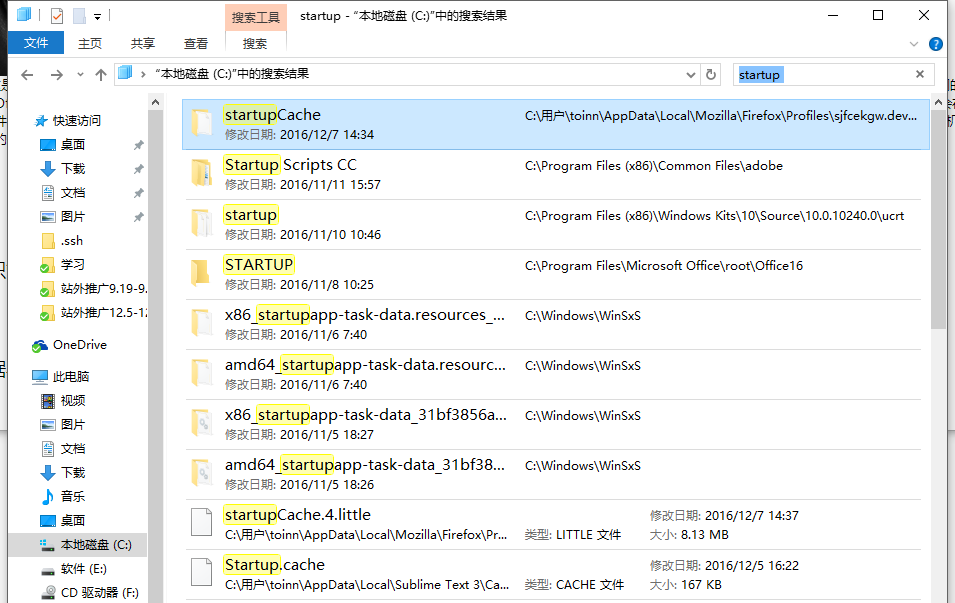 搜索工具
startup - “本地磁盘 (C:)”中的搜索结果
文件 主页 共享 查看 搜索
“本地磁盘 (C:)”中的搜索结果
startup
快速访问
桌面
下载
文档
图片
.ssh
学习
站外推广9.19-9.
站外推广12.5-12
OneDrive
此电脑
视频
图片
文档
下载
音乐
桌面
本地磁盘 (C:)
软件 (E:)
CD 驱动器 (F:)
startupCache C:\用户\toinn\AppData\Local\Mozilla\Firefox\Profiles\sjfcekgw.dev...
修改日期: 2016/12/7 14:34
Startup Scripts CC C:\Program Files (x86)\Common Files\adobe
修改日期: 2016/11/11 15:57
startup C:\Program Files (x86)\Windows Kits\10\Source\10.0.10240.0\ucrt
修改日期: 2016/11/10 10:46
STARTUP C:\Program Files\Microsoft Office\root\Office16
修改日期: 2016/11/8 10:25
x86_startupapp-task-data.resources_... C:\Windows\WinSxS
修改日期: 2016/11/6 7:40
amd64_startupapp-task-data.resourc... C:\Windows\WinSxS
修改日期: 2016/11/6 7:40
x86_startupapp-task-data_31bf3856a... C:\Windows\WinSxS
修改日期: 2016/11/5 18:27
amd64_startupapp-task-data_31bf38... C:\Windows\WinSxS
修改日期: 2016/11/5 18:26
startupCache.4.little 修改日期: 2016/12/7 14:37
C:\用户\toinn\AppData\Local\Mozilla\Firefox\Pr... 类型: LITTLE 文件 大小: 8.13 MB
Startup.cache 修改日期: 2016/12/5 16:22
C:\用户\toinn\AppData\Local\Sublime Text 3\Ca... 类型: CACHE 文件 大小: 167 KB